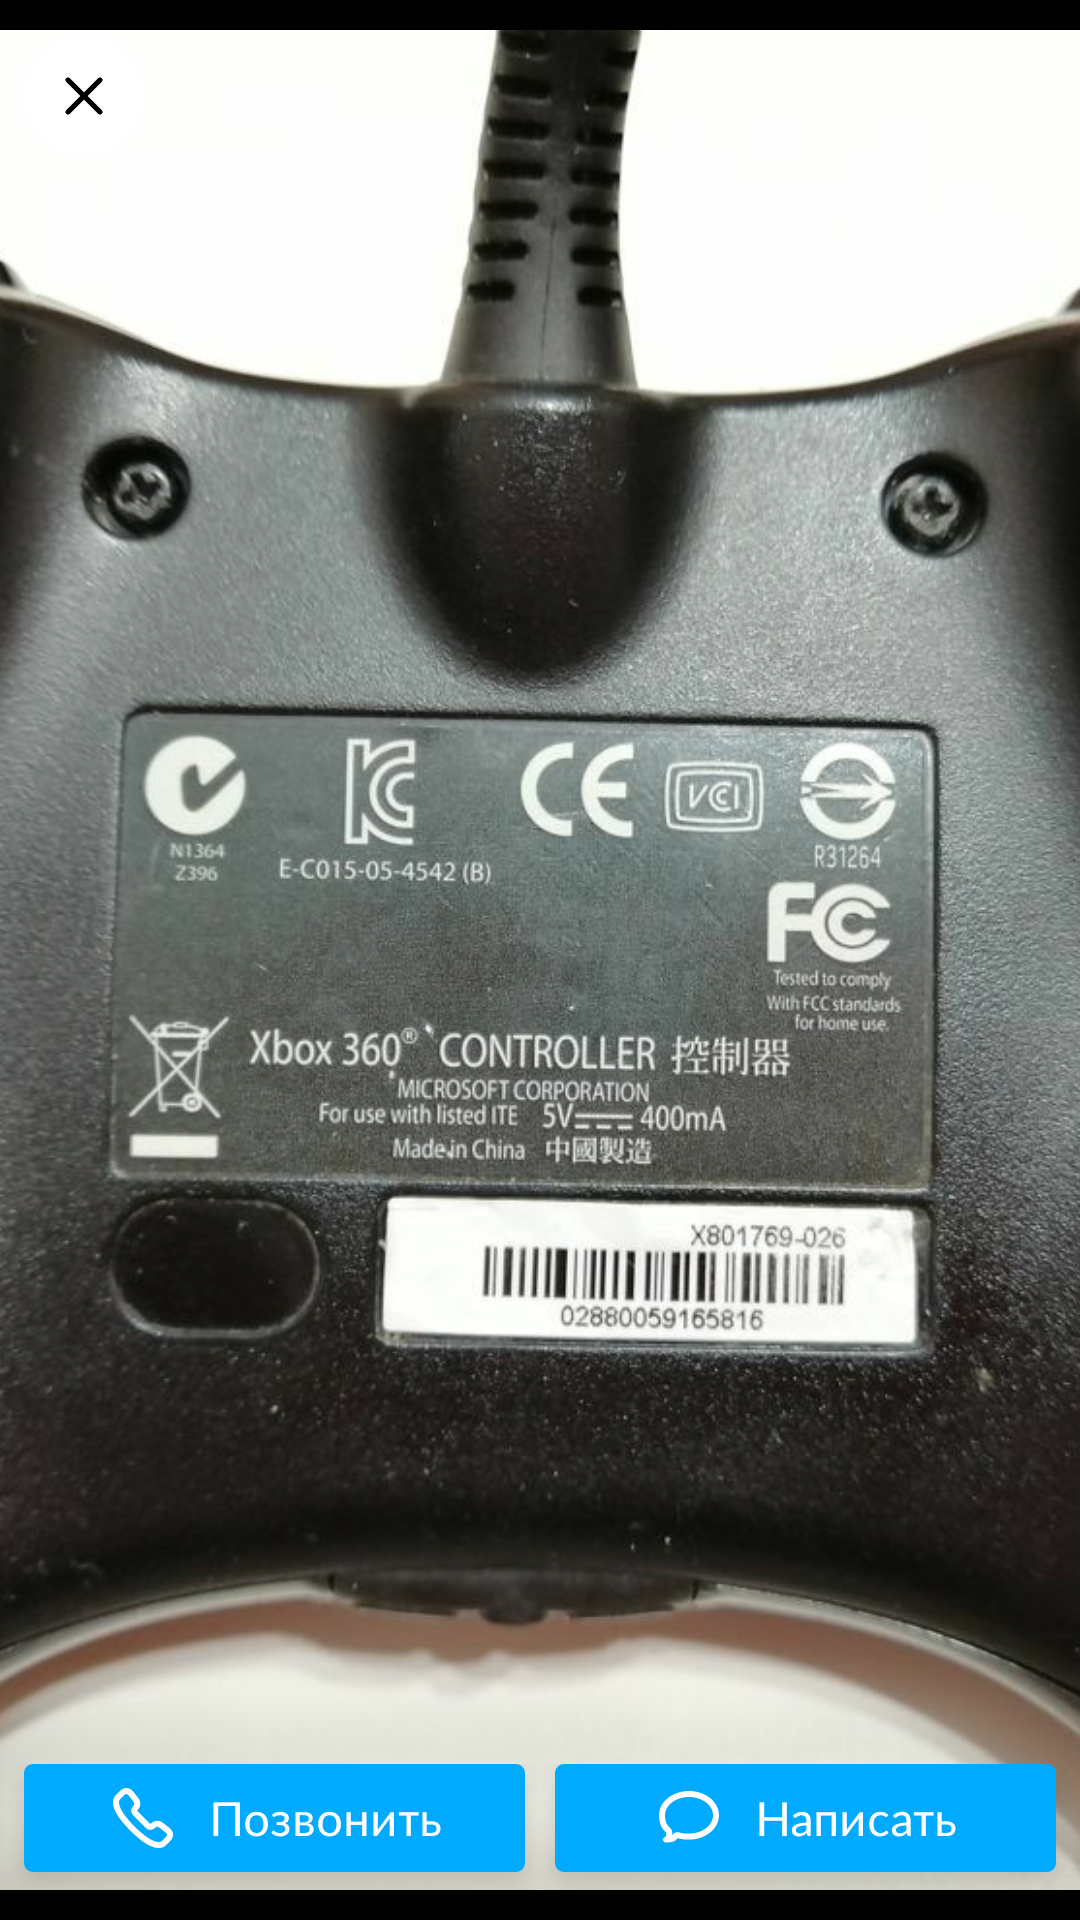 N1364
Z396
E-C015-05-4542 (B)
CE
VCCI
R31264
FC
Tested to comply
With FCC standards
for home use.
Xbox 360® CONTROLLER 控制器
MICROSOFT CORPORATION
For use with listed ITE 5V 400mA
Made in China 中國製造
X801769-026
02880059165816
Позвонить
Написать